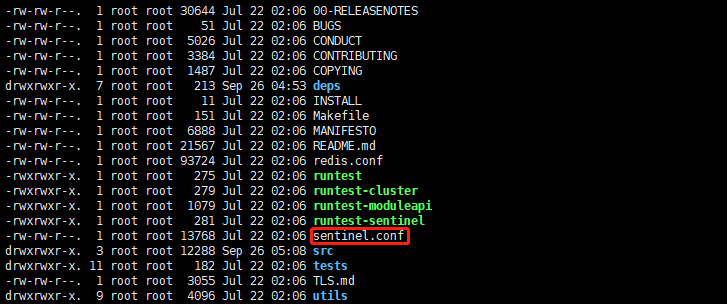 -rw-rw-r--.  1 root root 30644 Jul 22 02:06 00-RELEASENOTES
-rw-rw-r--.  1 root root    51 Jul 22 02:06 BUGS
-rw-rw-r--.  1 root root  5026 Jul 22 02:06 CONDUCT
-rw-rw-r--.  1 root root  3384 Jul 22 02:06 CONTRIBUTING
-rw-rw-r--.  1 root root  1487 Jul 22 02:06 COPYING
drwxrwxr-x.  7 root root   213 Sep 26 04:53 deps
-rw-rw-r--.  1 root root    11 Jul 22 02:06 INSTALL
-rw-rw-r--.  1 root root   151 Jul 22 02:06 Makefile
-rw-rw-r--.  1 root root  6888 Jul 22 02:06 MANIFESTO
-rw-rw-r--.  1 root root 21567 Jul 22 02:06 README.md
-rw-rw-r--.  1 root root 93724 Jul 22 02:06 redis.conf
-rwxrwxr-x.  1 root root   275 Jul 22 02:06 runtest
-rwxrwxr-x.  1 root root   279 Jul 22 02:06 runtest-cluster
-rwxrwxr-x.  1 root root  1079 Jul 22 02:06 runtest-moduleapi
-rwxrwxr-x.  1 root root   281 Jul 22 02:06 runtest-sentinel
-rw-rw-r--.  1 root root 13768 Jul 22 02:06 sentinel.conf
drwxrwxr-x.  3 root root 12288 Sep 26 05:08 src
drwxrwxr-x. 11 root root   182 Jul 22 02:06 tests
-rw-rw-r--.  1 root root  3055 Jul 22 02:06 TLS.md
drwxrwxr-x.  9 root root  4096 Jul 22 02:06 utils